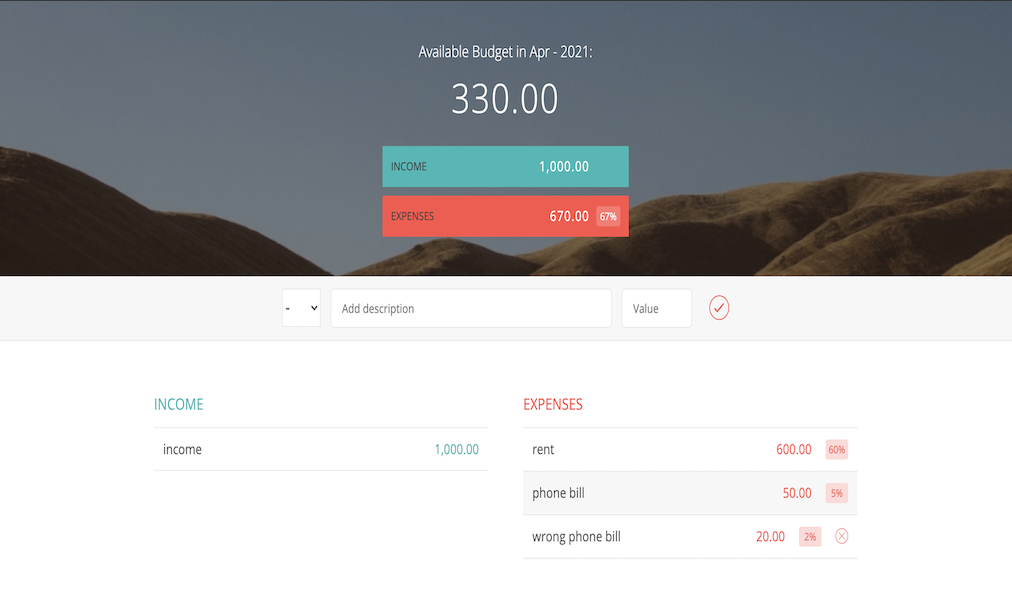 Available Budget in Apr - 2021:
330.00
INCOME 1,000.00
EXPENSES 670.00 67%
- Add description Value
INCOME
income 1,000.00
EXPENSES
rent 600.00 60%
phone bill 50.00 5%
wrong phone bill 20.00 2%